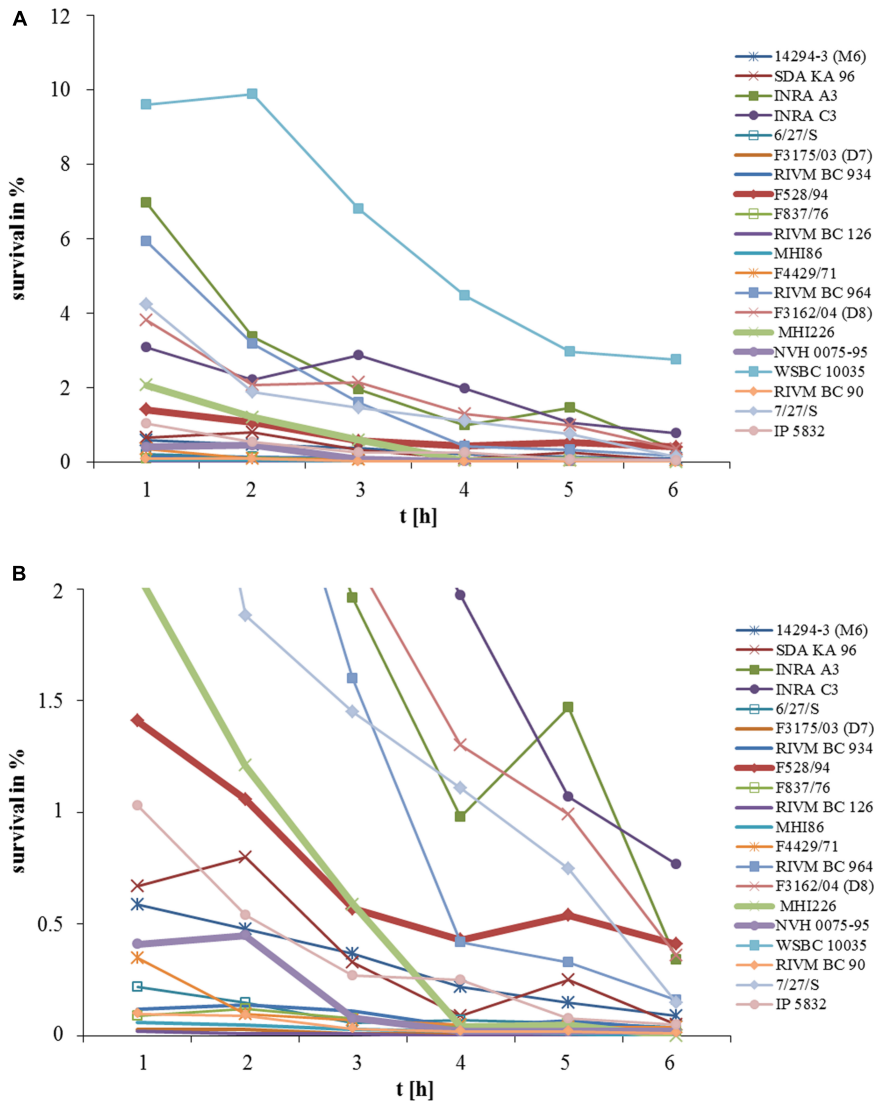 A
12
10
8
6
4
2
0
survival in %
1 2 3 4 5 6
t [h]
14294-3 (M6)
SDA KA 96
INRA A3
INRA C3
6/27/S
F3175/03 (D7)
RIVM BC 934
F528/94
F837/76
RIVM BC 126
MHI86
F4429/71
RIVM BC 964
F3162/04 (D8)
MHI226
NVH 0075-95
WSBC 10035
RIVM BC 90
7/27/S
IP 5832
B
2
1.5
1
0.5
0
survival in %
1 2 3 4 5 6
t [h]
14294-3 (M6)
SDA KA 96
INRA A3
INRA C3
6/27/S
F3175/03 (D7)
RIVM BC 934
F528/94
F837/76
RIVM BC 126
MHI86
F4429/71
RIVM BC 964
F3162/04 (D8)
MHI226
NVH 0075-95
WSBC 10035
RIVM BC 90
7/27/S
IP 5832